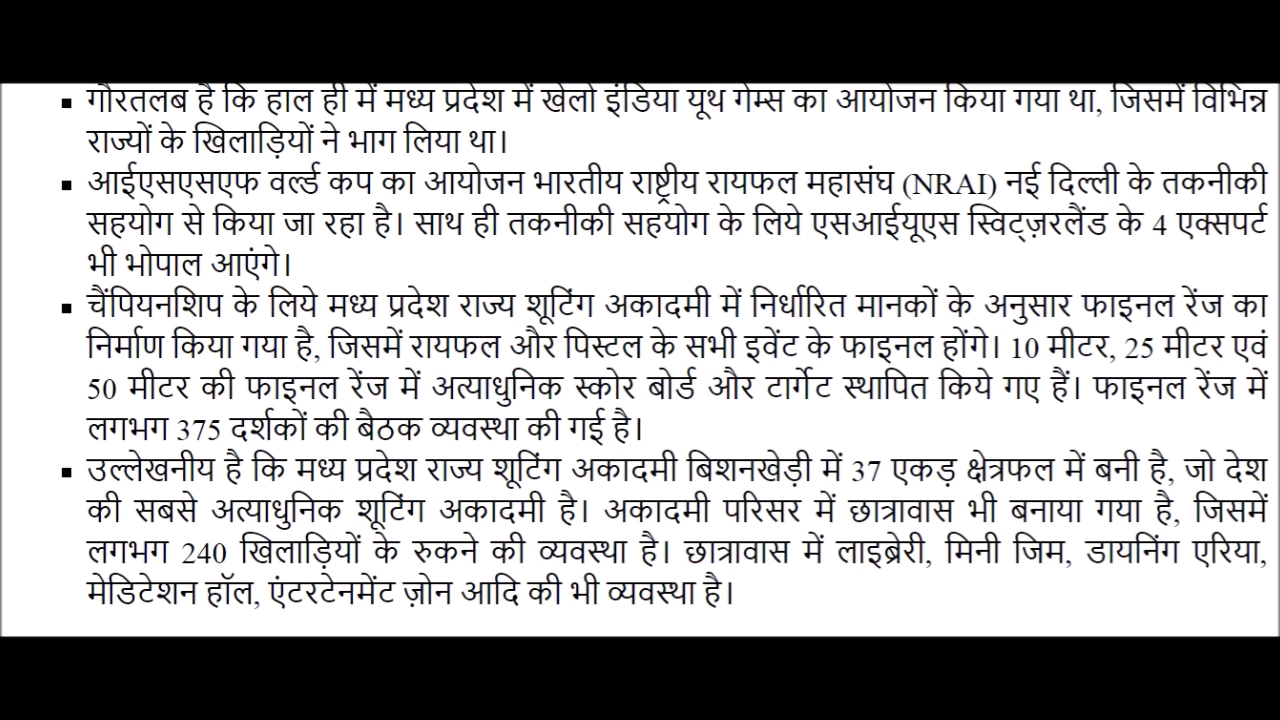 ▪ गौरतलब है कि हाल ही में मध्य प्रदेश में खेलो इंडिया यूथ गेम्स का आयोजन किया गया था, जिसमें विभिन्न
राज्यों के खिलाड़ियों ने भाग लिया था।
▪ आईएसएसएफ वर्ल्ड कप का आयोजन भारतीय राष्ट्रीय रायफल महासंघ (NRAI) नई दिल्ली के तकनीकी
सहयोग से किया जा रहा है। साथ ही तकनीकी सहयोग के लिये एसआईयूएस स्विट्ज़रलैंड के 4 एक्सपर्ट
भी भोपाल आएंगे।
▪ चैंपियनशिप के लिये मध्य प्रदेश राज्य शूटिंग अकादमी में निर्धारित मानकों के अनुसार फाइनल रेंज का
निर्माण किया गया है, जिसमें रायफल और पिस्टल के सभी इवेंट के फाइनल होंगे। 10 मीटर, 25 मीटर एवं
50 मीटर की फाइनल रेंज में अत्याधुनिक स्कोर बोर्ड और टार्गेट स्थापित किये गए हैं। फाइनल रेंज में
लगभग 375 दर्शकों की बैठक व्यवस्था की गई है।
▪ उल्लेखनीय है कि मध्य प्रदेश राज्य शूटिंग अकादमी बिशनखेड़ी में 37 एकड़ क्षेत्रफल में बनी है, जो देश
की सबसे अत्याधुनिक शूटिंग अकादमी है। अकादमी परिसर में छात्रावास भी बनाया गया है, जिसमें
लगभग 240 खिलाड़ियों के रुकने की व्यवस्था है। छात्रावास में लाइब्रेरी, मिनी जिम, डायनिंग एरिया,
मेडिटेशन हॉल, एंटरटेनमेंट ज़ोन आदि की भी व्यवस्था है।